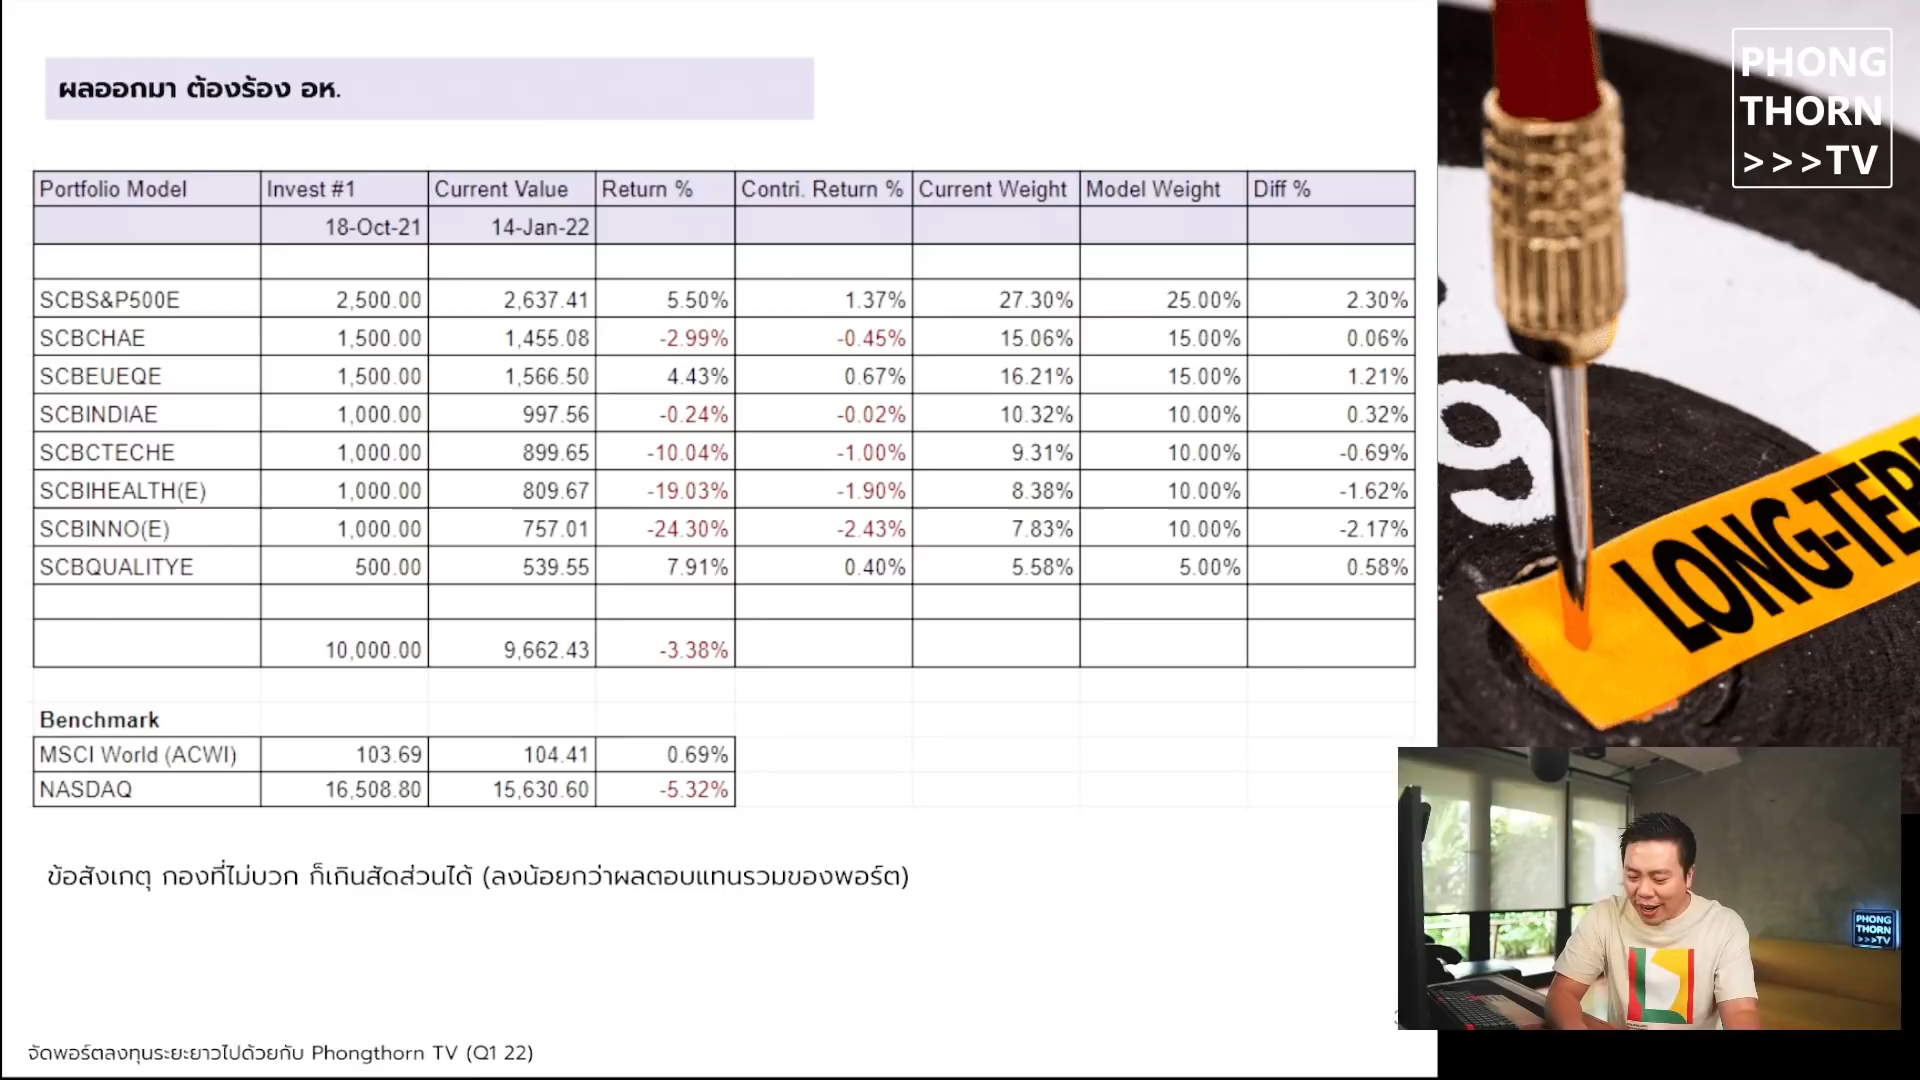 ผลออกมา ต้องร้อง อห.
PHONG
THORN
>>>TV
Portfolio Model Invest #1 Current Value Return % Contri. Return % Current Weight Model Weight Diff %
18-Oct-21 14-Jan-22
SCBS&P500E 2,500.00 2,637.41 5.50% 1.37% 27.30% 25.00% 2.30%
SCBCHAE 1,500.00 1,455.08 -2.99% -0.45% 15.06% 15.00% 0.06%
SCBEUEQE 1,500.00 1,566.50 4.43% 0.67% 16.21% 15.00% 1.21%
SCBINDIAE 1,000.00 997.56 -0.24% -0.02% 10.32% 10.00% 0.32%
SCBCTECHE 1,000.00 899.65 -10.04% -1.00% 9.31% 10.00% -0.69%
SCBIHEALTH(E) 1,000.00 809.67 -19.03% -1.90% 8.38% 10.00% -1.62%
SCBINNO(E) 1,000.00 757.01 -24.30% -2.43% 7.83% 10.00% -2.17%
SCBQUALITYE 500.00 539.55 7.91% 0.40% 5.58% 5.00% 0.58%
10,000.00 9,662.43 -3.38%
Benchmark
MSCI World (ACWI) 103.69 104.41 0.69%
NASDAQ 16,508.80 15,630.60 -5.32%
ข้อสังเกตุ กองที่ไม่บวก ก็เกินสัดส่วนได้ (ลงน้อยกว่าผลตอบแทนรวมของพอร์ต)
จัดพอร์ตลงทุนระยะยาวไปด้วยกับ Phongthorn TV (Q1 22)
9
LONG-TER
PHONG
THORN
>>>TV